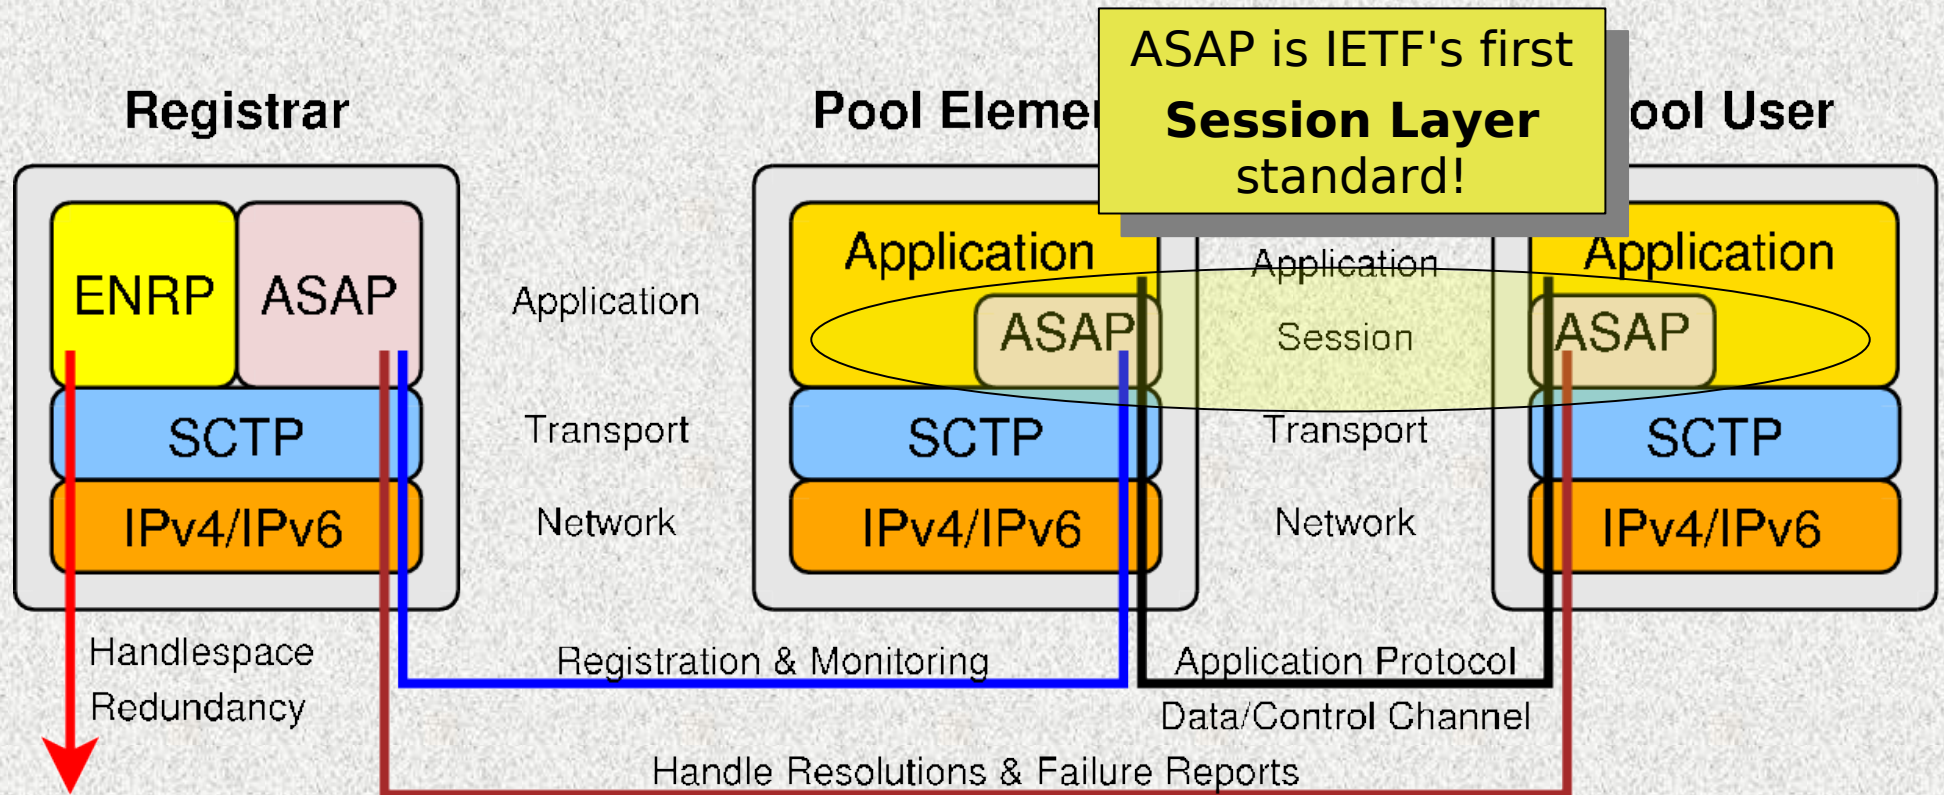 ASAP is IETF's first
Session Layer
standard!
Registrar
Pool Eleme
ool User
ENRP
ASAP
SCTP
IPv4/IPv6
Application
Transport
Network
Application
ASAP
SCTP
IPv4/IPv6
Application
Session
Transport
Network
Application
ASAP
SCTP
IPv4/IPv6
Handlespace
Redundancy
Registration & Monitoring
Application Protocol
Data/Control Channel
Handle Resolutions & Failure Reports